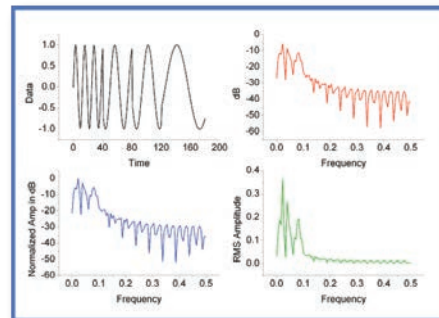 1.0
0.5
0.0
-0.5
-1.0
Data
0 40 80 120 160 200
Time
0
-10
-20
-30
-40
-50
-60
dB
0.0 0.1 0.2 0.3 0.4 0.5
Frequency
0
-10
-20
-30
-40
-50
-60
Normalized Amp in dB
0.0 0.1 0.2 0.3 0.4 0.5
Frequency
0.4
0.3
0.2
0.1
0.0
RMS Amplitude
0.0 0.1 0.2 0.3 0.4 0.5
Frequency